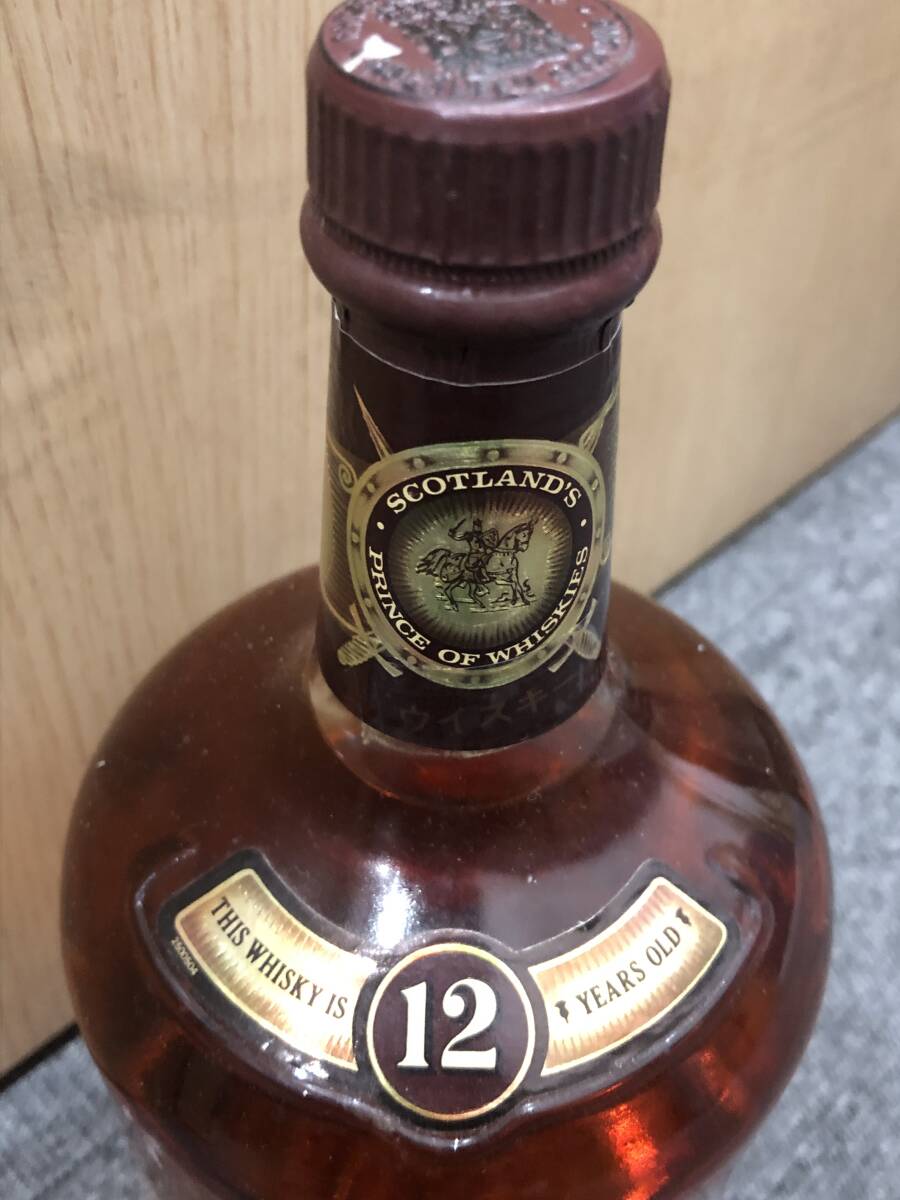 SCOTLAND'S
PRINCE OF WHISKIES
ウイスキー
THIS WHISKY IS
12
YEARS OLD